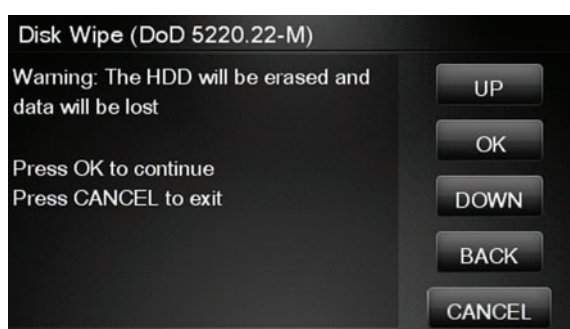 Disk Wipe (DoD 5220.22-M)
Warning: The HDD will be erased and
data will be lost
Press OK to continue
Press CANCEL to exit
UP
OK
DOWN
BACK
CANCEL